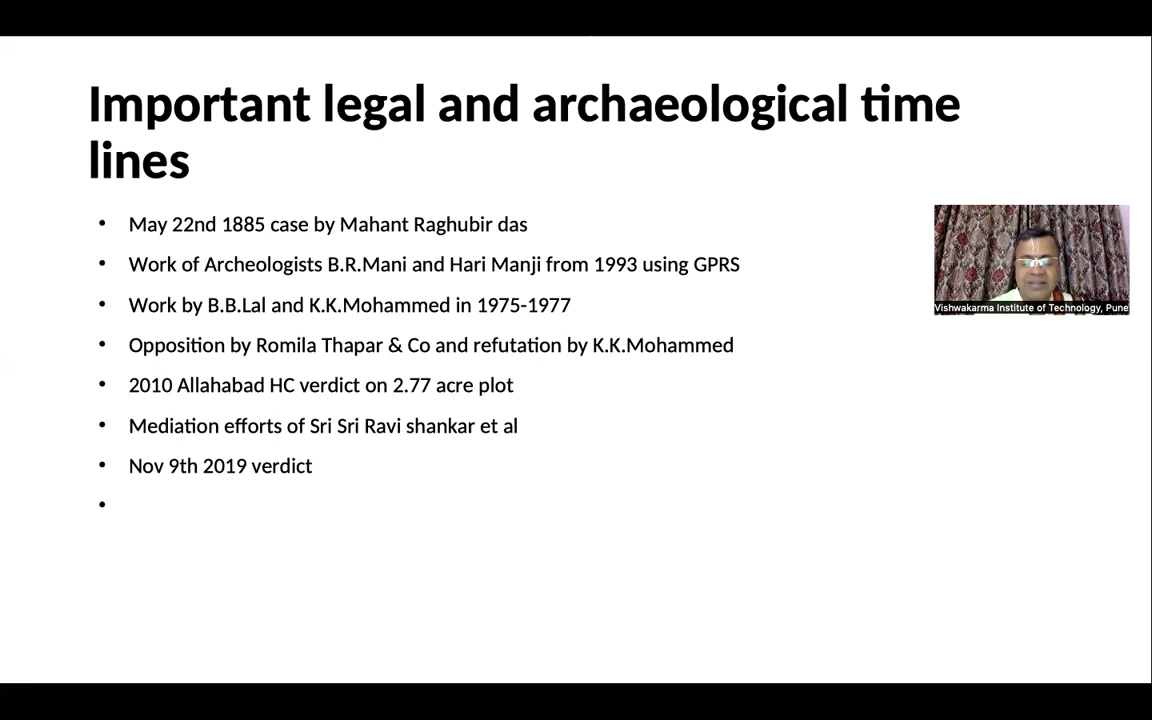 Important legal and archaeological time
lines
• May 22nd 1885 case by Mahant Raghubir das
• Work of Archeologists B.R.Mani and Hari Manji from 1993 using GPRS
• Work by B.B.Lal and K.K.Mohammed in 1975-1977
• Opposition by Romila Thapar & Co and refutation by K.K.Mohammed
• 2010 Allahabad HC verdict on 2.77 acre plot
• Mediation efforts of Sri Sri Ravi shankar et al
• Nov 9th 2019 verdict
•
Vishwakarma Institute of Technology, Pune